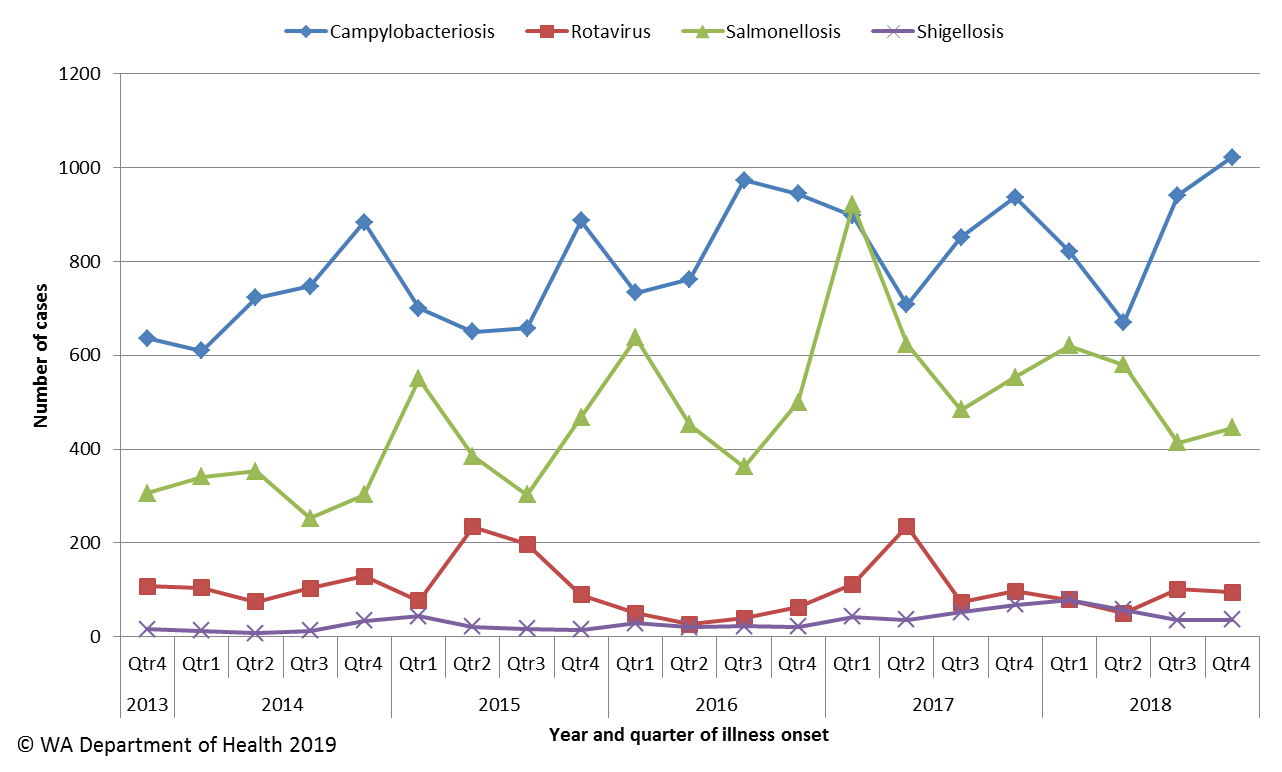 Campylobacteriosis Rotavirus Salmonellosis Shigellosis
1200
1000
800
600
400
200
0
Number of cases
Qtr4 Qtr1 Qtr2 Qtr3 Qtr4 Qtr1 Qtr2 Qtr3 Qtr4 Qtr1 Qtr2 Qtr3 Qtr4 Qtr1 Qtr2 Qtr3 Qtr4 Qtr1 Qtr2 Qtr3 Qtr4
2013 2014 2015 2016 2017 2018
Year and quarter of illness onset
© WA Department of Health 2019